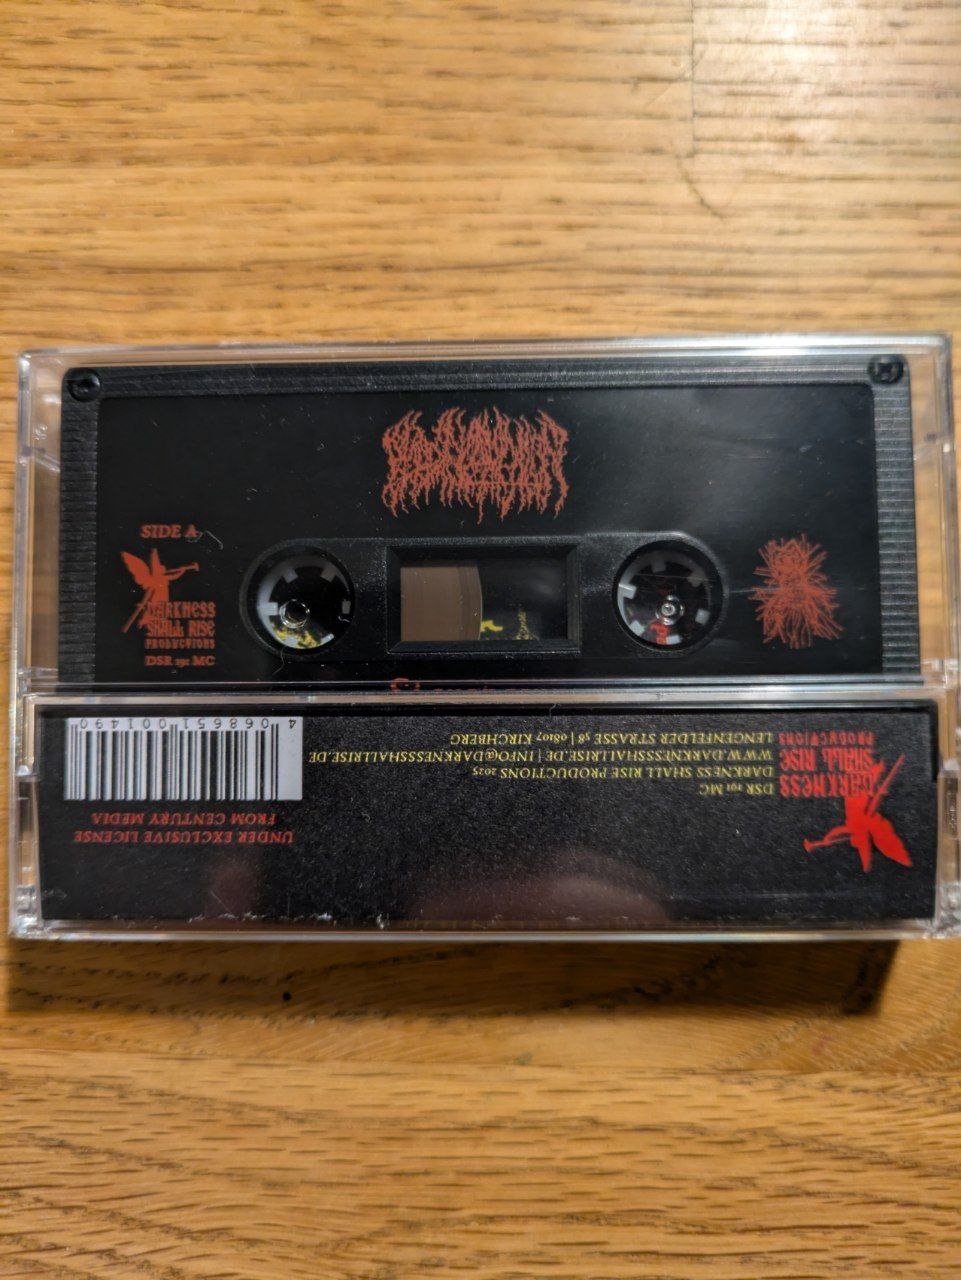 SIDE A
DARKNESS
SHALL RISE
PRODUCTIONS
DSR 191 MC
DARKNESS
SHALL RISE
PRODUCTIONS
DSR 191 MC
DARKNESS SHALL RISE PRODUCTIONS 2025
WWW.DARKNESSSHALLRISE.DE | INFO@DARKNESSSHALLRISE.DE
LENGENFELDER STRASSE 58 | 08107 KIRCHBERG
UNDER EXCLUSIVE LICENSE
FROM CENTURY MEDIA
4 068651 001490